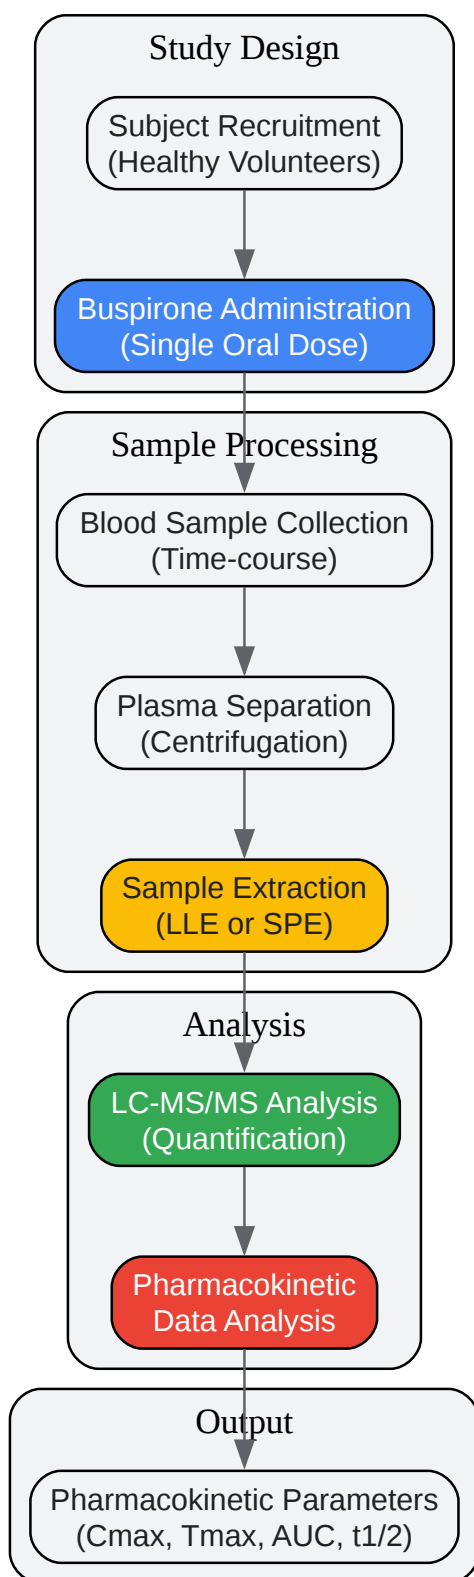 Study Design
Subject Recruitment
(Healthy Volunteers)
Buspirone Administration
(Single Oral Dose)
Sample Processing
Blood Sample Collection
(Time-course)
Plasma Separation
(Centrifugation)
Sample Extraction
(LLE or SPE)
Analysis
LC-MS/MS Analysis
(Quantification)
Pharmacokinetic
Data Analysis
Output
Pharmacokinetic Parameters
(Cmax, Tmax, AUC, t1/2)